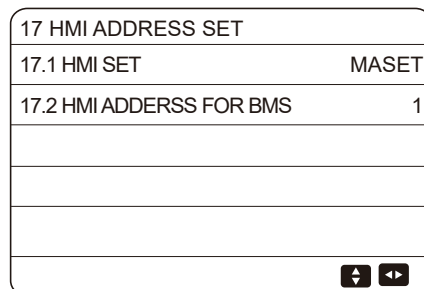 17 HMI ADDRESS SET
17.1 HMI SET MASET
17.2 HMI ADDERSS FOR BMS 1